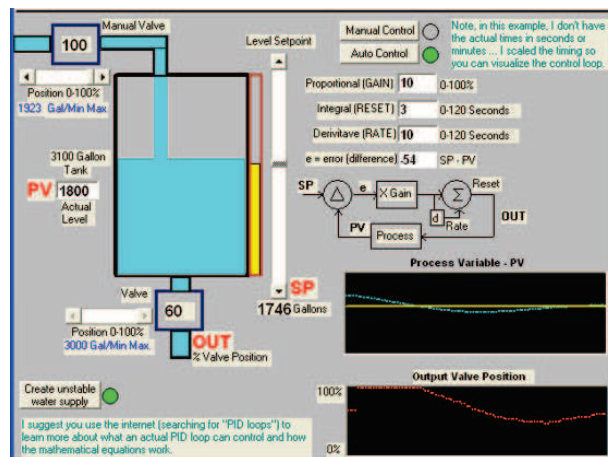 Manual Valve
100
Position 0-100%
1923 Gal/Min Max.
Level Setpoint
Manual Control
Auto Control
Note, in this example, I don't have
the actual times in seconds or
minutes ... I scaled the timing so
you can visualize the control loop.
Proportional (GAIN) 10 0-100%
Integral (RESET) 3 0-120 Seconds
Derivitave (RATE) 10 0-120 Seconds
e = error (difference) -54 SP - PV
3100 Gallon
Tank
PV 1800
Actual
Level
SP
e
X Gain
Σ
Reset
OUT
d
Rate
PV
Process
Δ
Process Variable - PV
SP
1746 Gallons
Valve
60
Position 0-100%
3000 Gal/Min Max.
OUT
% Valve Position
Output Valve Position
100%
0%
Create unstable
water supply
I suggest you use the internet (searching for "PID loops") to
learn more about what an actual PID loop can control and how
the mathematical equations work.